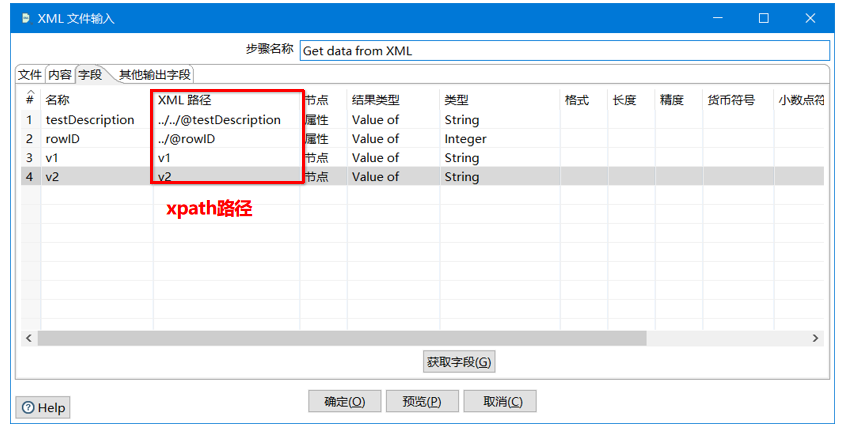 XML 文件输入
步骤名称 Get data from XML
文件 内容 字段 其他输出字段
# 名称 XML 路径 节点 结果类型 类型 格式 长度 精度 货币符号 小数点符
1 testDescription ../../@testDescription 属性 Value of String
2 rowID ../@rowID 属性 Value of Integer
3 v1 v1 节点 Value of String
4 v2 v2 节点 Value of String
xpath路径
获取字段(G)
确定(O) 预览(P) 取消(C)
Help